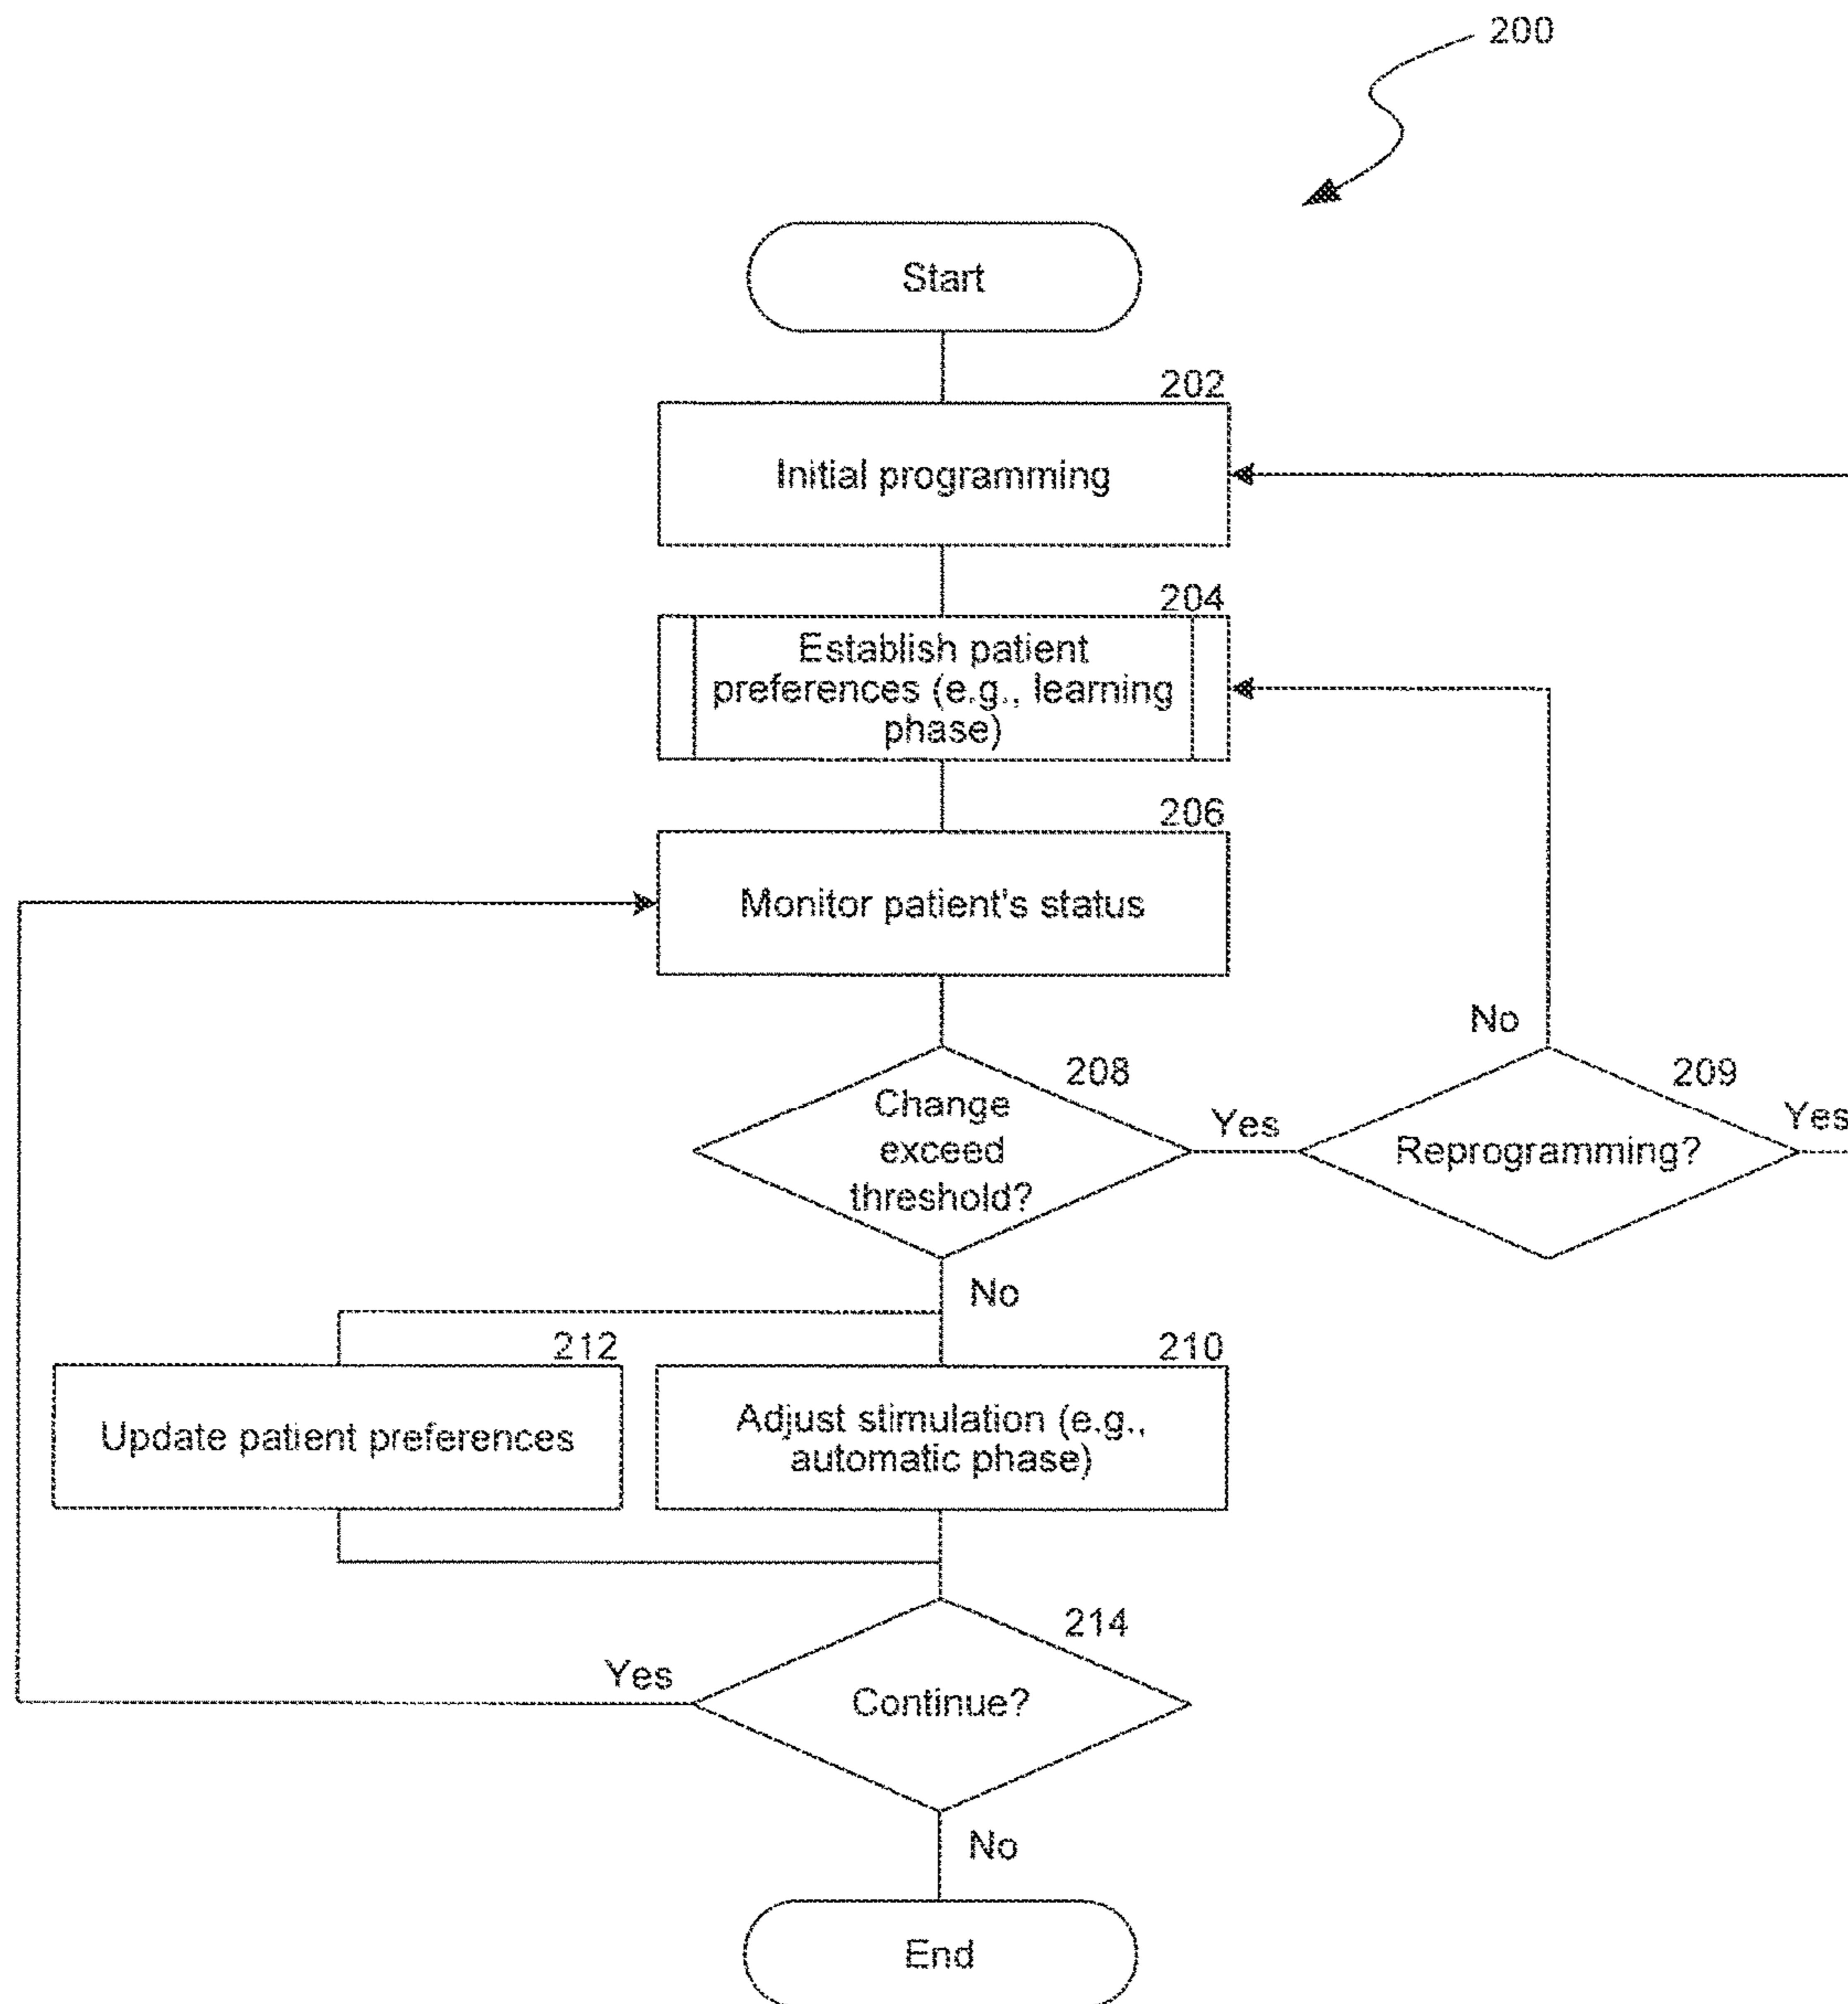 200
Start
202
Initial programming
204
Establish patient
preferences (e.g., learning
phase)
206
Monitor patient's status
No
208
209
Change
exceed
threshold?
Yes
Reprogramming?
Yes
No
212
210
Update patient preferences
Adjust stimulation (e.g.,
automatic phase)
214
Yes
Continue?
No
End